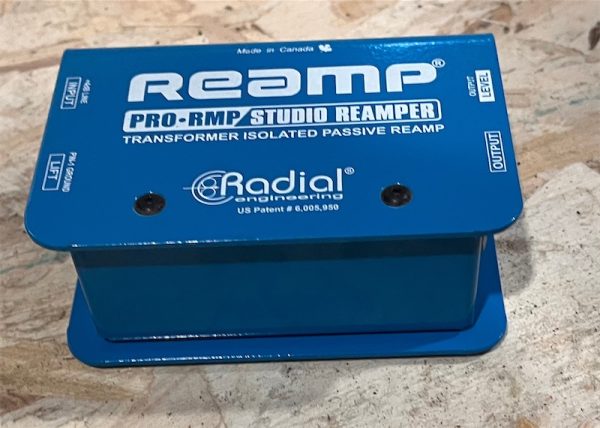 Made in Canada
REAMP®
PRO•RMP/STUDIO REAMPER
TRANSFORMER ISOLATED PASSIVE REAMP
+4dB LINE
INPUT
PIN-1 GROUND
LIFT
OUTPUT
LEVEL
OUTPUT
Radial®
engineering
US Patent # 6,005,950